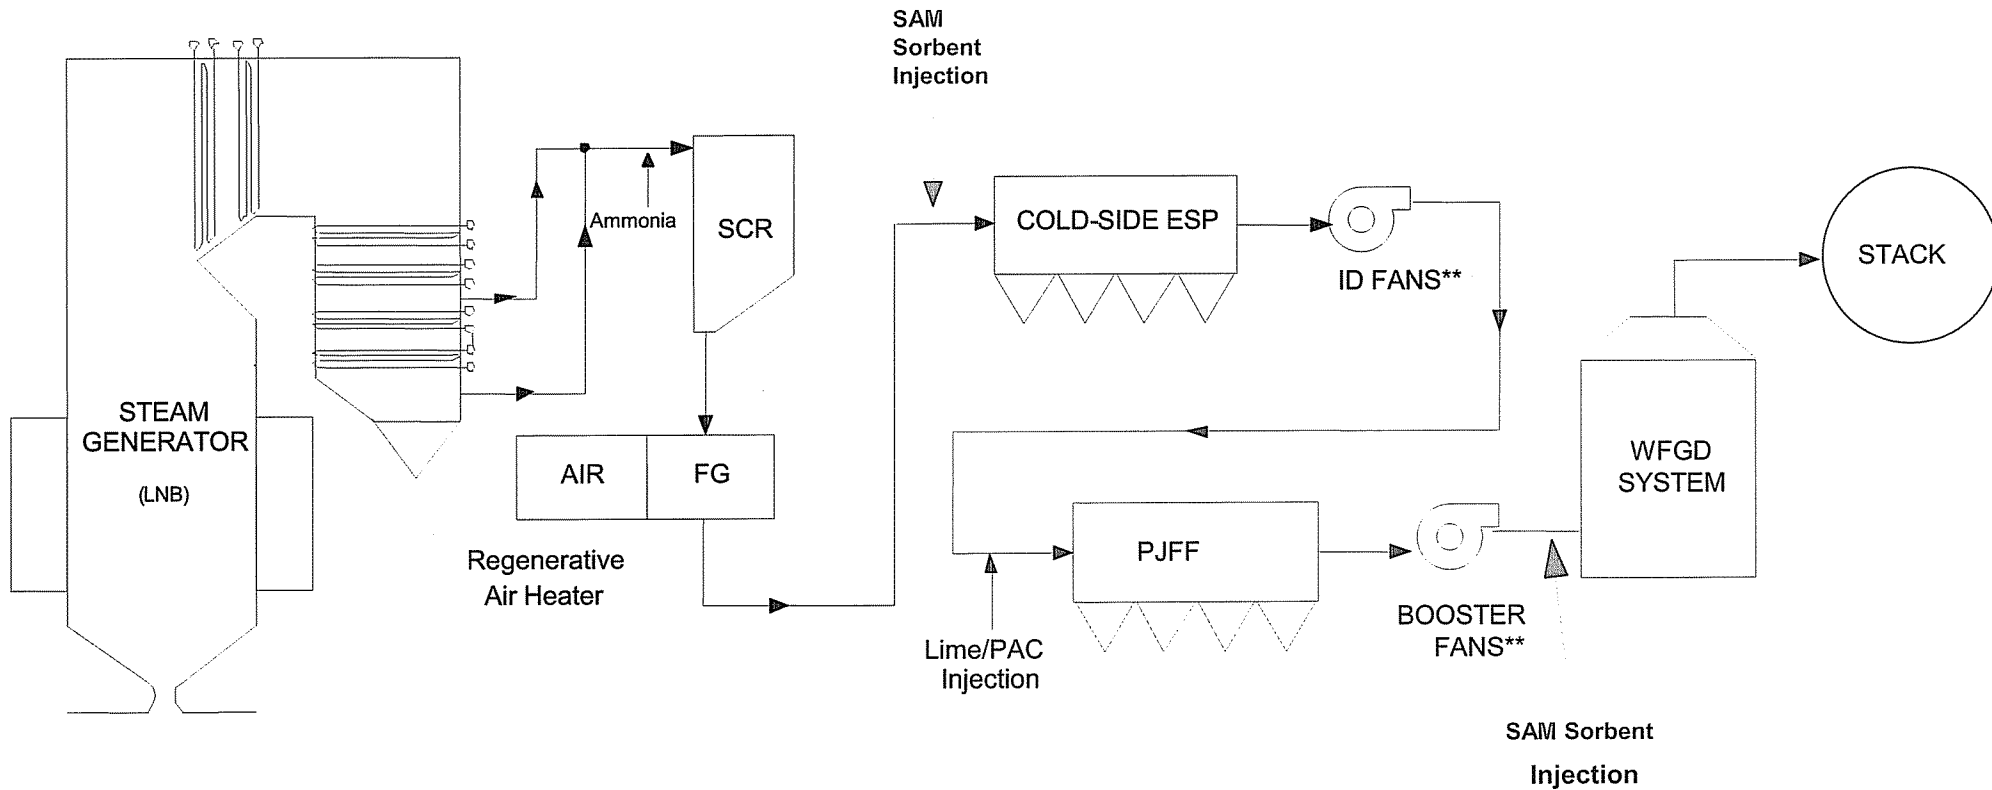 SAM
Sorbent
Injection
Ammonia
SCR
COLD-SIDE ESP
ID FANS**
STACK
STEAM
GENERATOR
(LNB)
AIR
FG
Regenerative
Air Heater
WFGD
SYSTEM
PJFF
Lime/PAC
Injection
BOOSTER
FANS**
SAM Sorbent
Injection